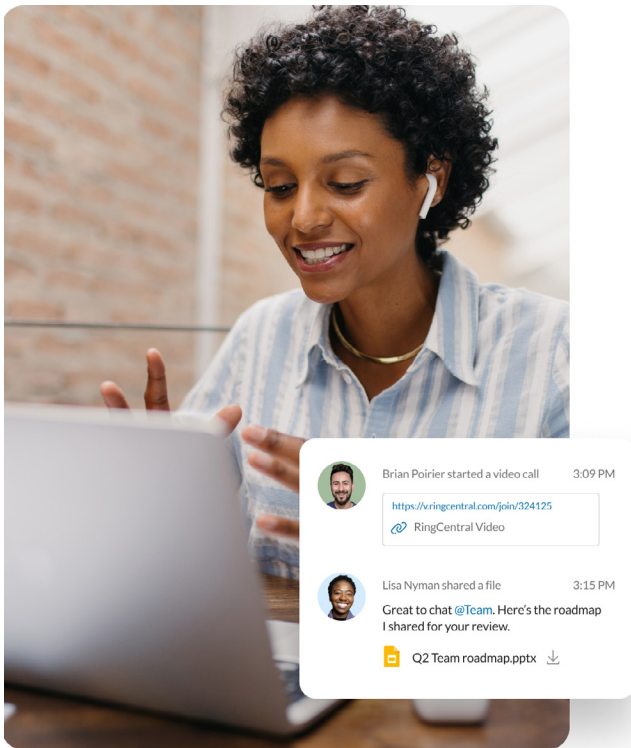 Brian Poirier started a video call 3:09 PM
https://v.ringcentral.com/join/324125
RingCentral Video
Lisa Nyman shared a file 3:15 PM
Great to chat @Team. Here's the roadmap
I shared for your review.
Q2 Team roadmap.pptx